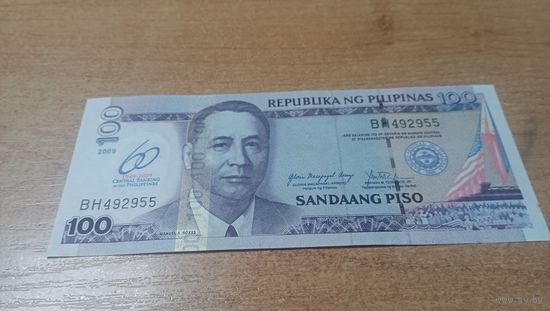 REPUBLIKA NG PILIPINAS 100
100
BH492955
2009
60
1949-2009
CENTRAL BANKING
IN THE PHILIPPINES
BH492955
SANDAANG PISO
100
MANUEL A. ROXAS